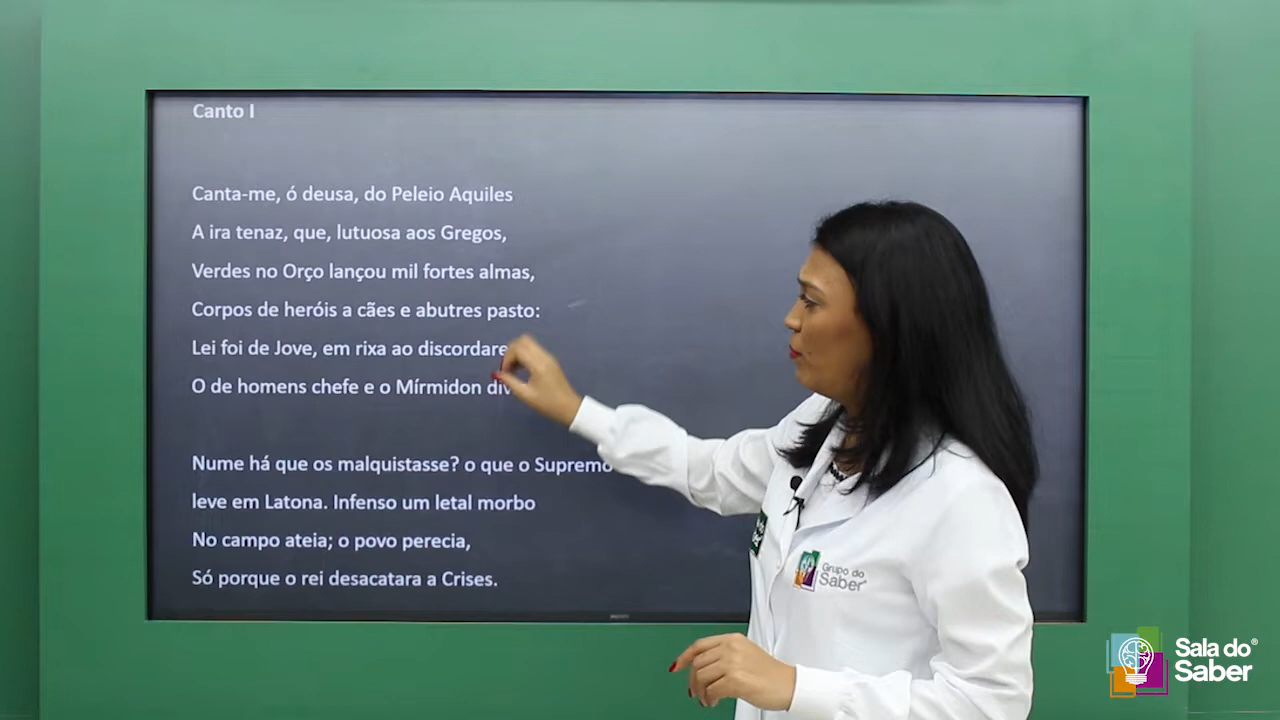 Canto I
Canta-me, ó deusa, do Peleio Aquiles
A ira tenaz, que, lutuosa aos Gregos,
Verdes no Orço lançou mil fortes almas,
Corpos de heróis a cães e abutres pasto:
Lei foi de Jove, em rixa ao discordare
O de homens chefe e o Mírmidon div
Nume há que os malquistasse? o que o Supremo
leve em Latona. Infenso um letal morbo
No campo ateia; o povo perecia,
Só porque o rei desacatara a Crises.
Grupo do
Saber
Sala do
Saber®